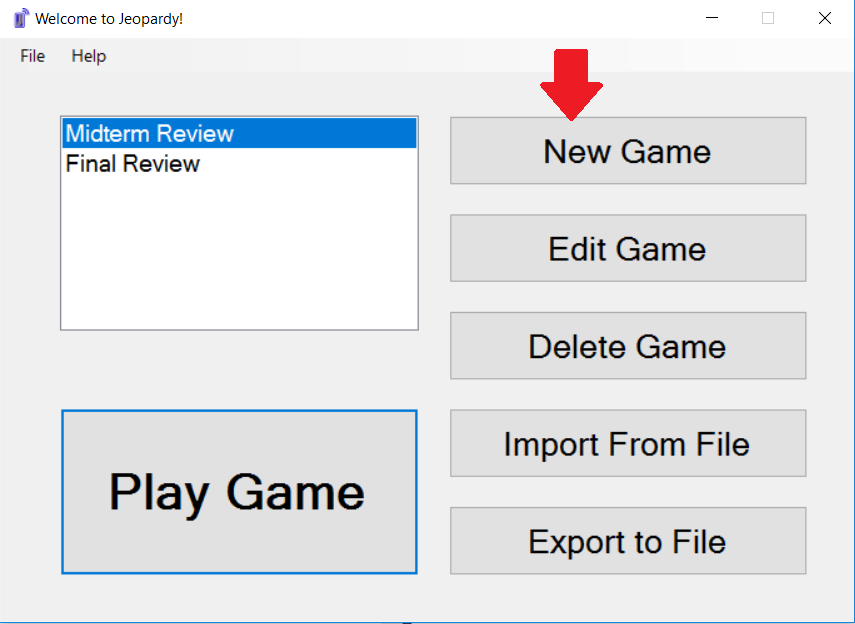 Welcome to Jeopardy!
File Help
Midterm Review
Final Review
New Game
Edit Game
Delete Game
Import From File
Export to File
Play Game